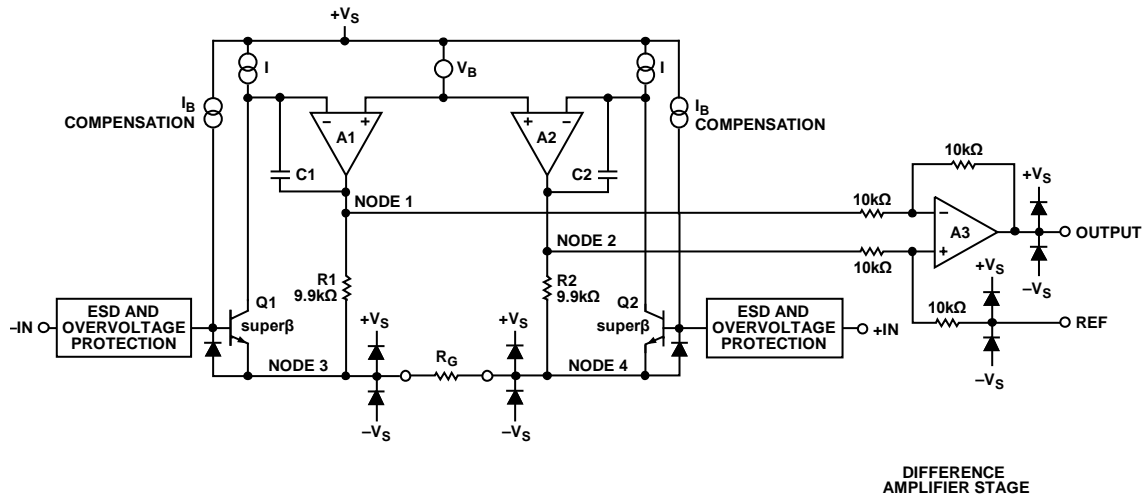 +VS
I
VB
I
IB
COMPENSATION
IB
COMPENSATION
− +
A1
+ −
A2
C1
C2
NODE 1
NODE 2
10kΩ
10kΩ
10kΩ
10kΩ
−
+
A3
+VS
−VS
OUTPUT
+VS
−VS
REF
R1
9.9kΩ
R2
9.9kΩ
Q1
superβ
Q2
superβ
−IN
ESD AND
OVERVOLTAGE
PROTECTION
ESD AND
OVERVOLTAGE
PROTECTION
+IN
+VS
+VS
NODE 3
RG
NODE 4
−VS
−VS
DIFFERENCE
AMPLIFIER STAGE